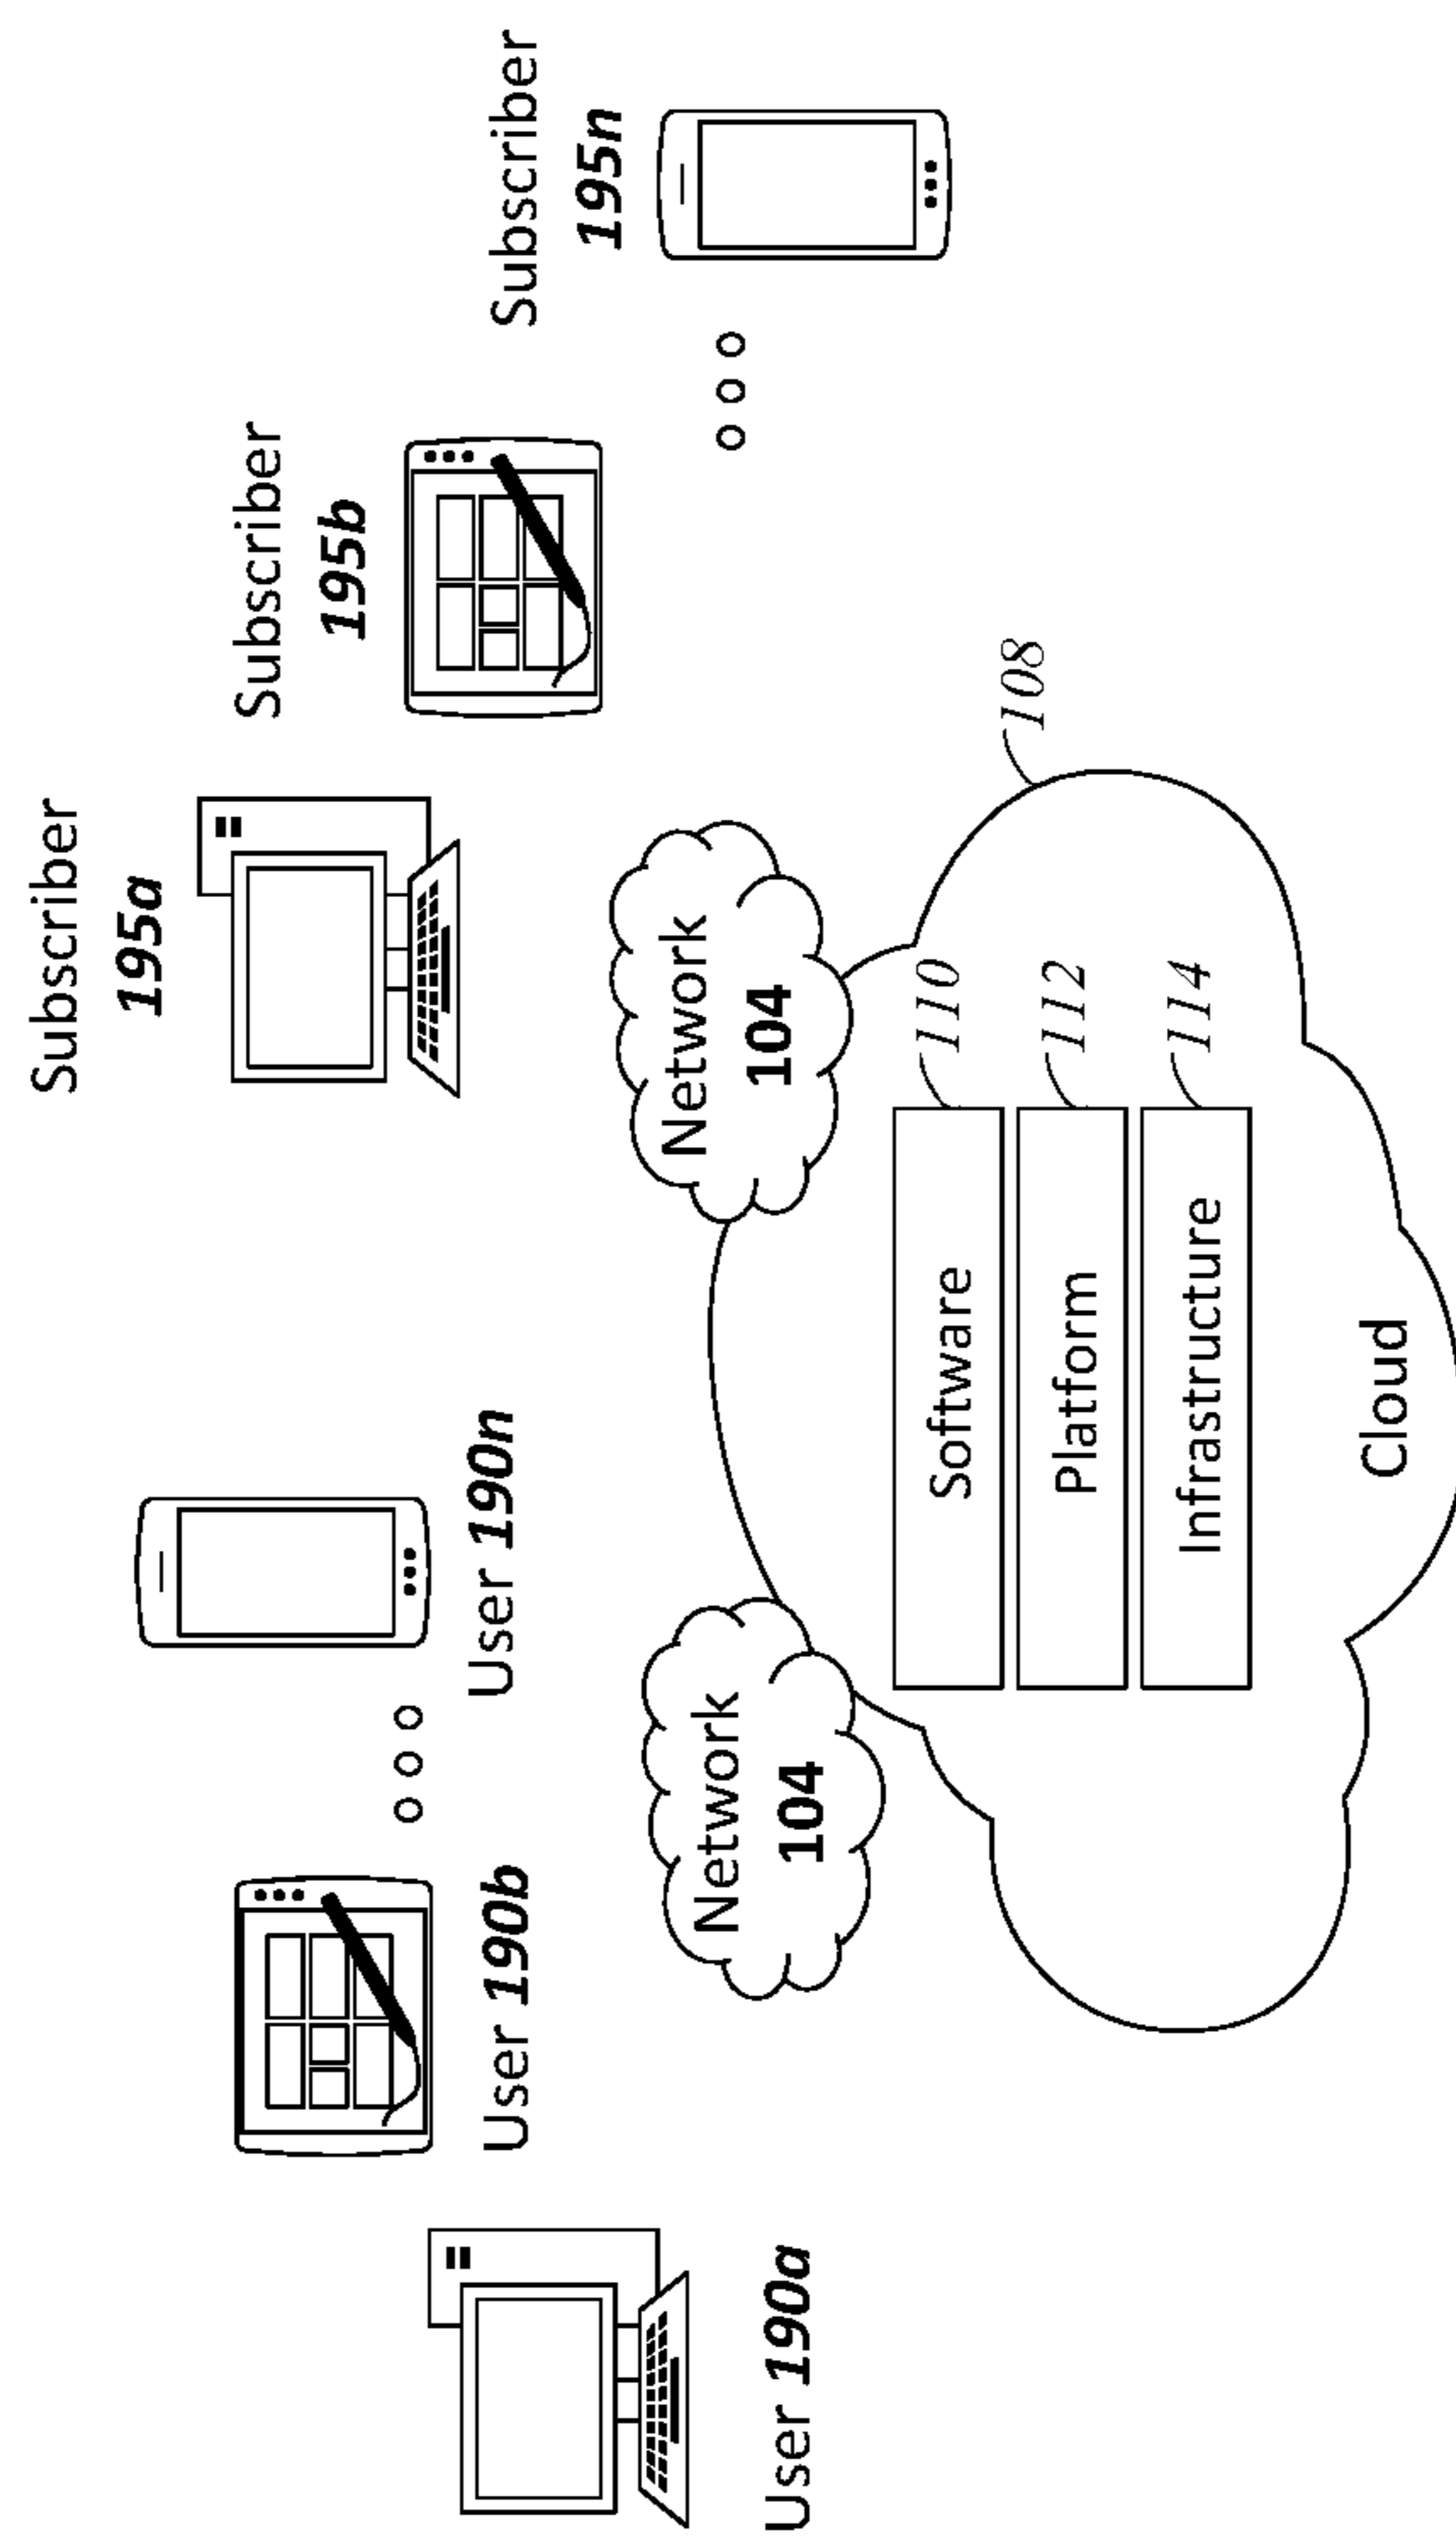 Subscriber
195a
Subscriber
195b
Subscriber
195n
User 190n
User 190b
User 190a
Network
104
Network
104
108
Software
110
Platform
112
Infrastructure
114
Cloud